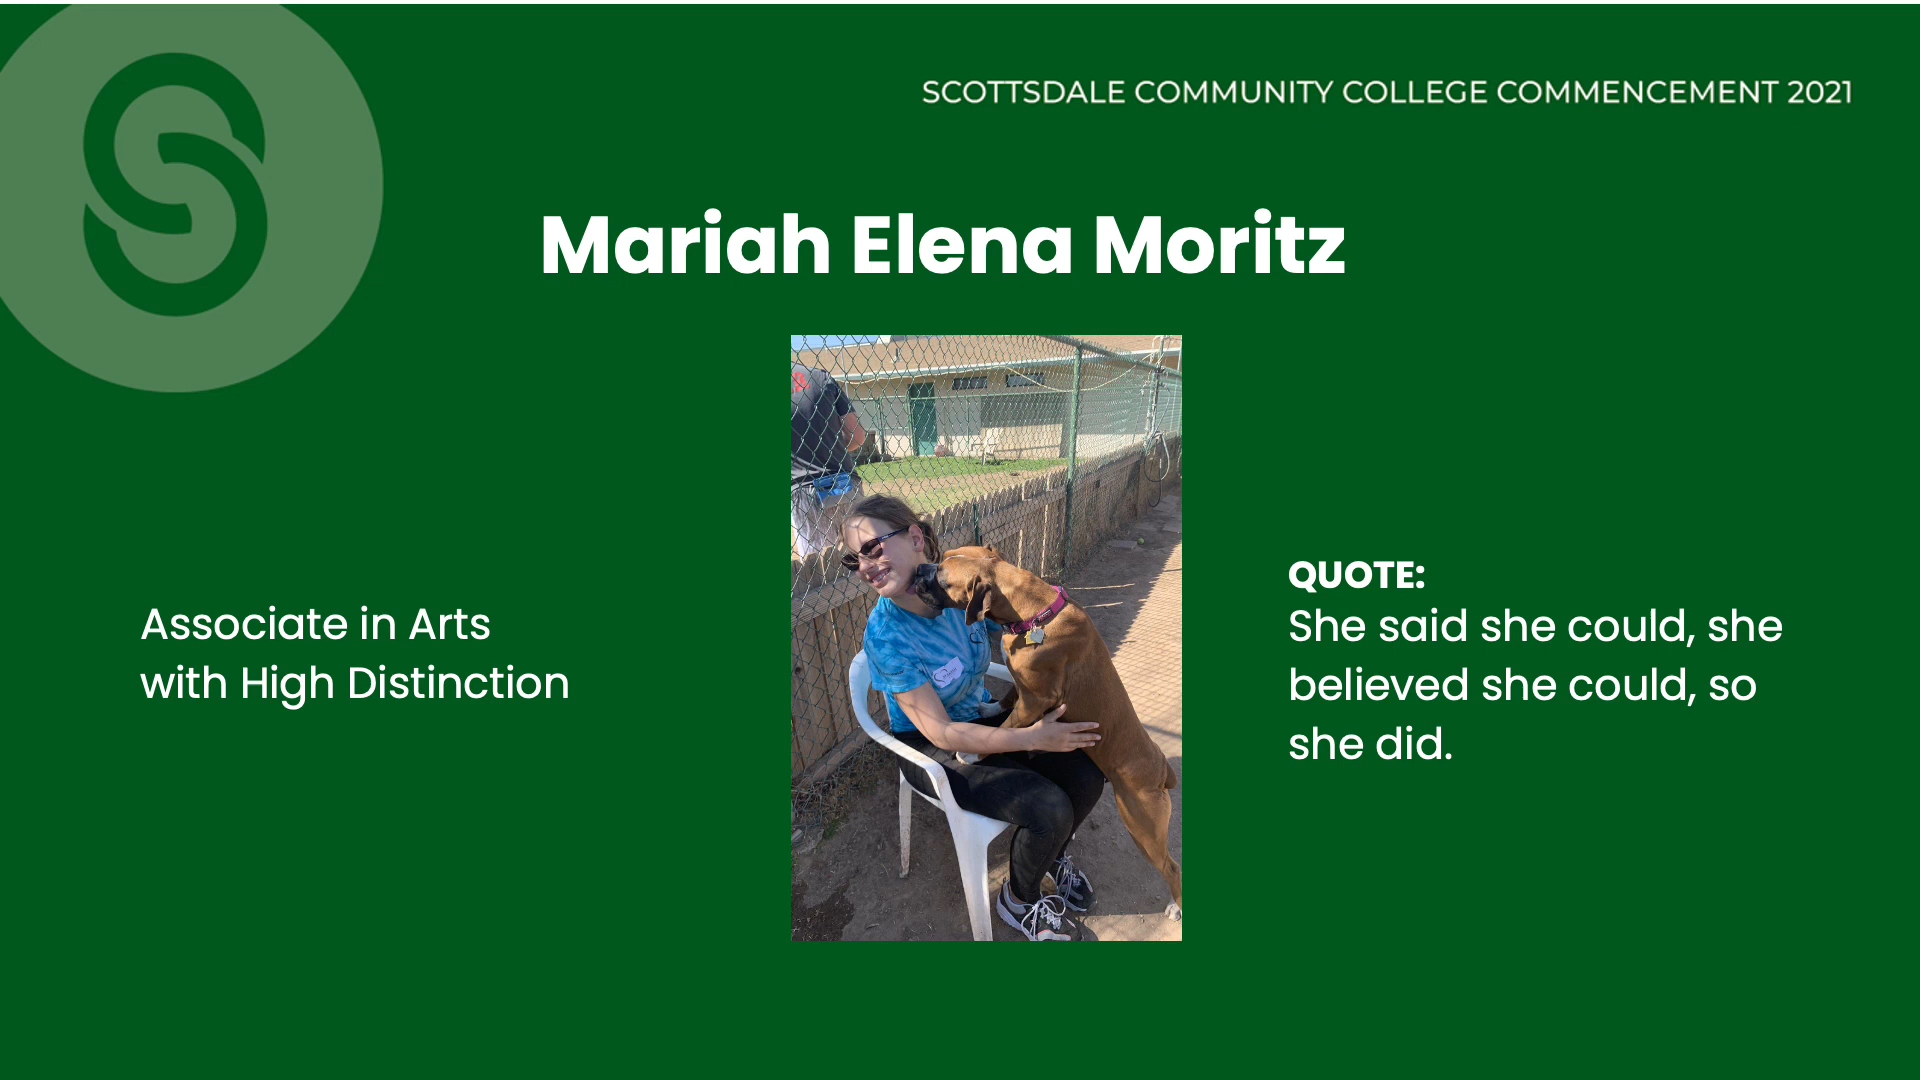 SCOTTSDALE COMMUNITY COLLEGE COMMENCEMENT 2021
Mariah Elena Moritz
Associate in Arts
with High Distinction
QUOTE:
She said she could, she
believed she could, so
she did.